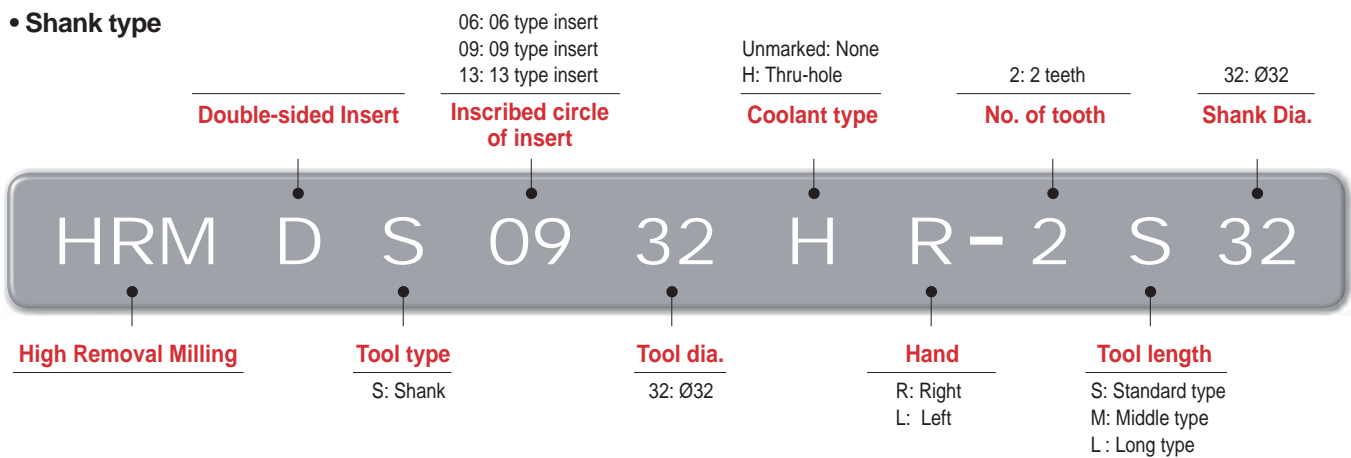 • Shank type
06: 06 type insert
09: 09 type insert
13: 13 type insert
Unmarked: None
H: Thru-hole
2: 2 teeth
32: Ø32
Double-sided Insert
Inscribed circle
of insert
Coolant type
No. of tooth
Shank Dia.
HRM D S 09 32 H R - 2 S 32
High Removal Milling
Tool type
S: Shank
Tool dia.
32: Ø32
Hand
R: Right
L: Left
Tool length
S: Standard type
M: Middle type
L : Long type